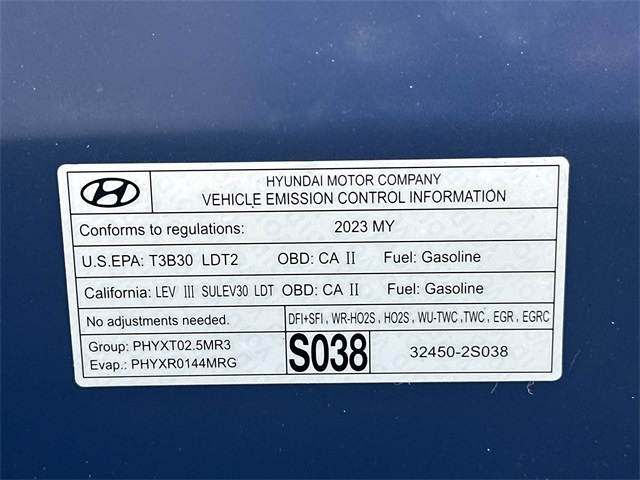 HYUNDAI MOTOR COMPANY
VEHICLE EMISSION CONTROL INFORMATION
Conforms to regulations: 2023 MY
U.S.EPA: T3B30 LDT2 OBD: CA II Fuel: Gasoline
California: LEV III SULEV30 LDT OBD: CA II Fuel: Gasoline
No adjustments needed. DFI+SFI , WR-HO2S , HO2S , WU-TWC ,TWC , EGR , EGRC
Group: PHYXT02.5MR3
Evap.: PHYXR0144MRG
S038
32450-2S038